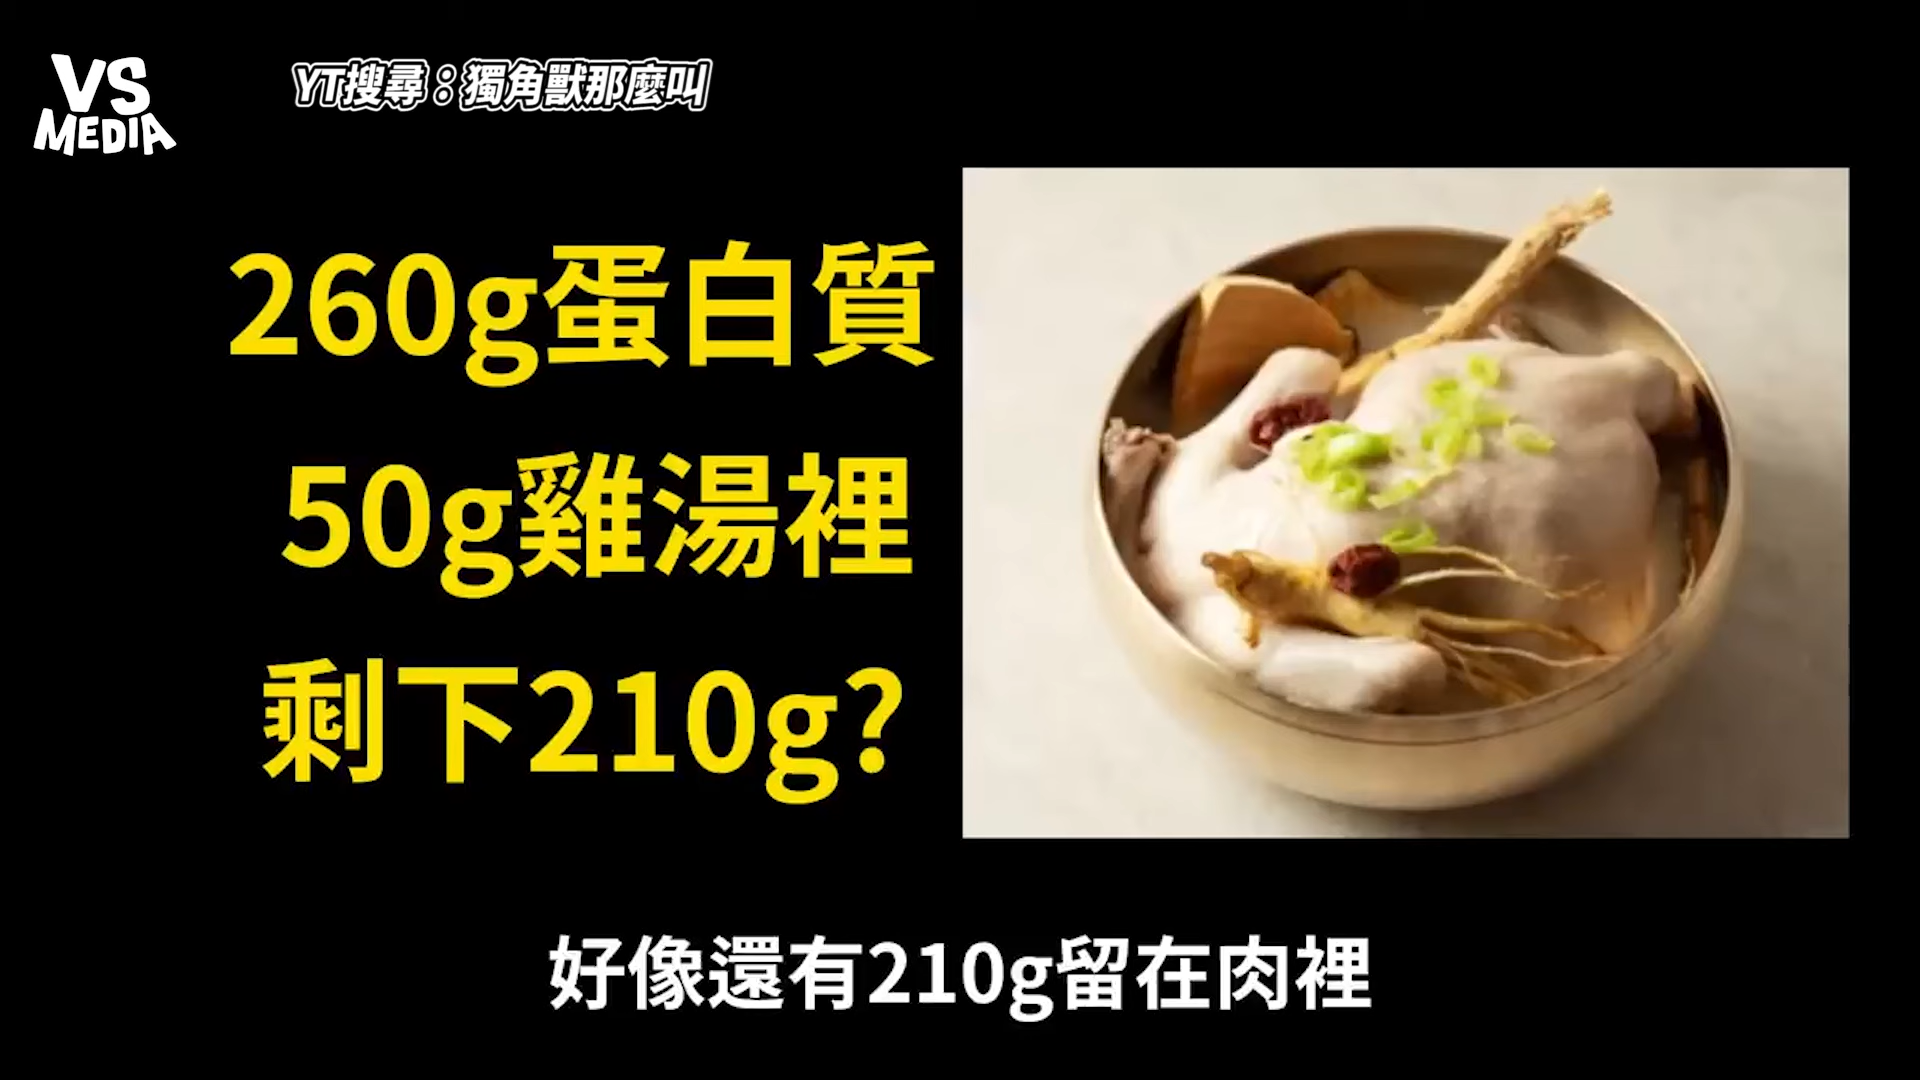 VS
MEDIA
YT搜尋：獨角獸那麼叫
260g蛋白質
50g雞湯裡
剩下210g?
好像還有210g留在肉裡